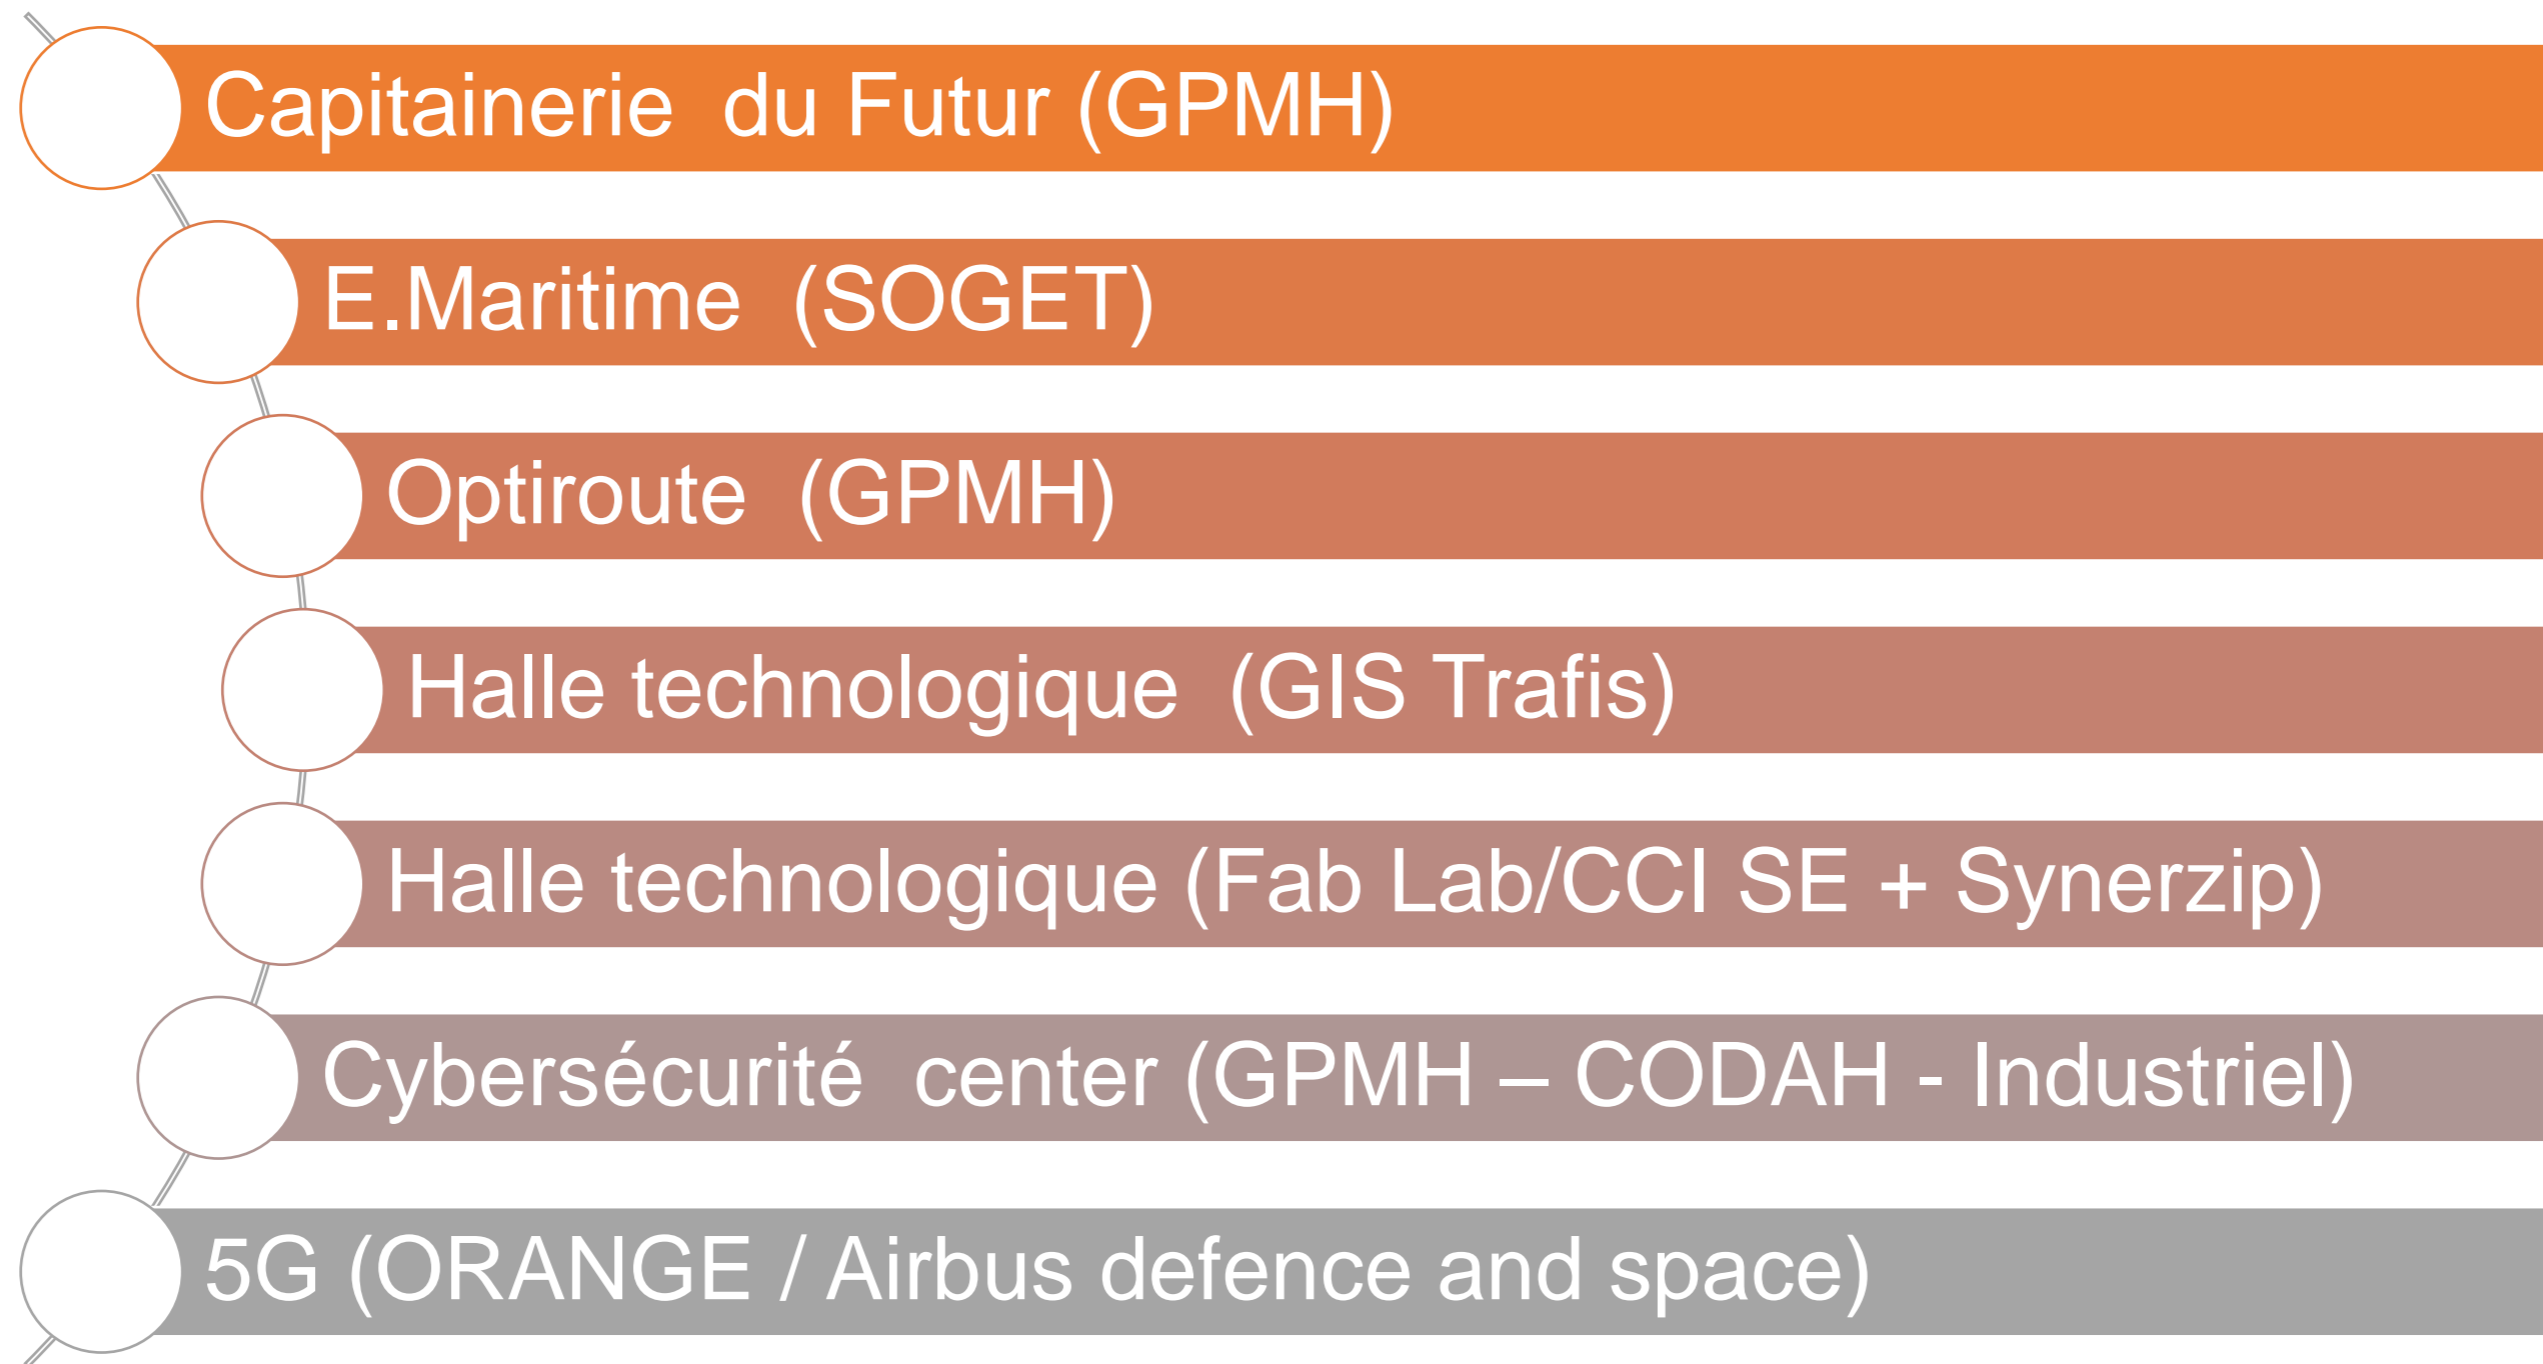 Capitainerie  du Futur (GPMH)
E.Maritime  (SOGET)
Optiroute  (GPMH)
Halle technologique  (GIS Trafis)
Halle technologique (Fab Lab/CCI SE + Synerzip)
Cybersécurité  center (GPMH – CODAH - Industriel)
5G (ORANGE / Airbus defence and space)